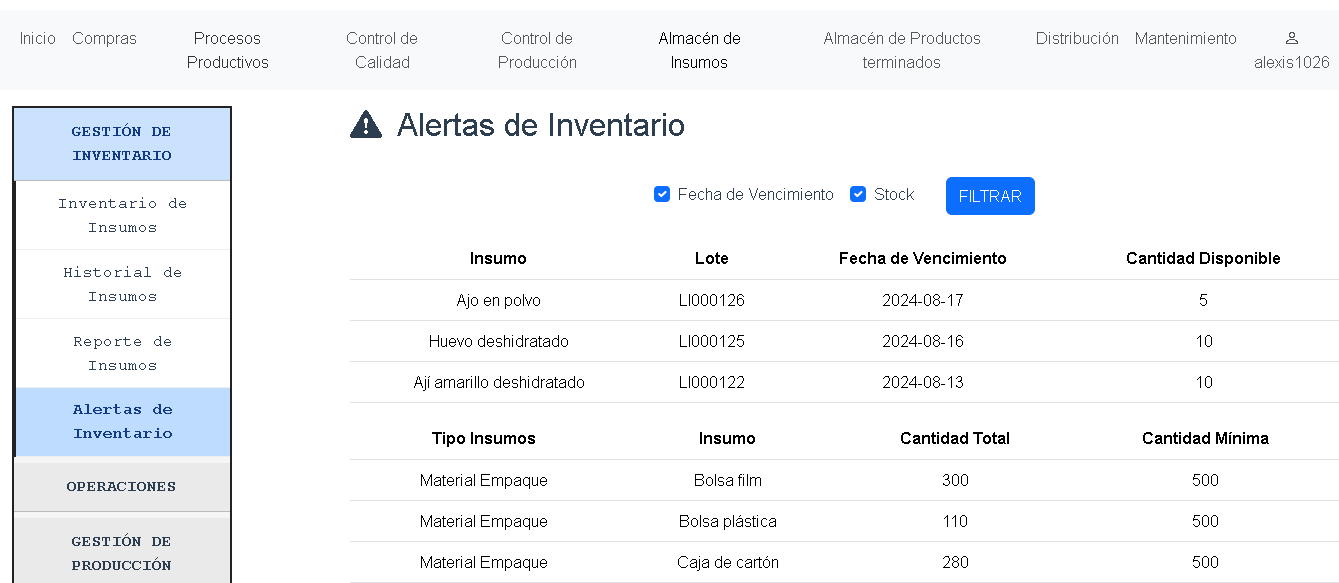 Inicio Compras Procesos Productivos Control de Calidad Control de Producción Almacén de Insumos Almacén de Productos terminados Distribución Mantenimiento alexis1026
GESTIÓN DE
INVENTARIO
Inventario de
Insumos
Historial de
Insumos
Reporte de
Insumos
Alertas de
Inventario
OPERACIONES
GESTIÓN DE
PRODUCCIÓN
Alertas de Inventario
Fecha de Vencimiento Stock FILTRAR
Insumo Lote Fecha de Vencimiento Cantidad Disponible
Ajo en polvo LI000126 2024-08-17 5
Huevo deshidratado LI000125 2024-08-16 10
Ají amarillo deshidratado LI000122 2024-08-13 10
Tipo Insumos Insumo Cantidad Total Cantidad Mínima
Material Empaque Bolsa film 300 500
Material Empaque Bolsa plástica 110 500
Material Empaque Caja de cartón 280 500